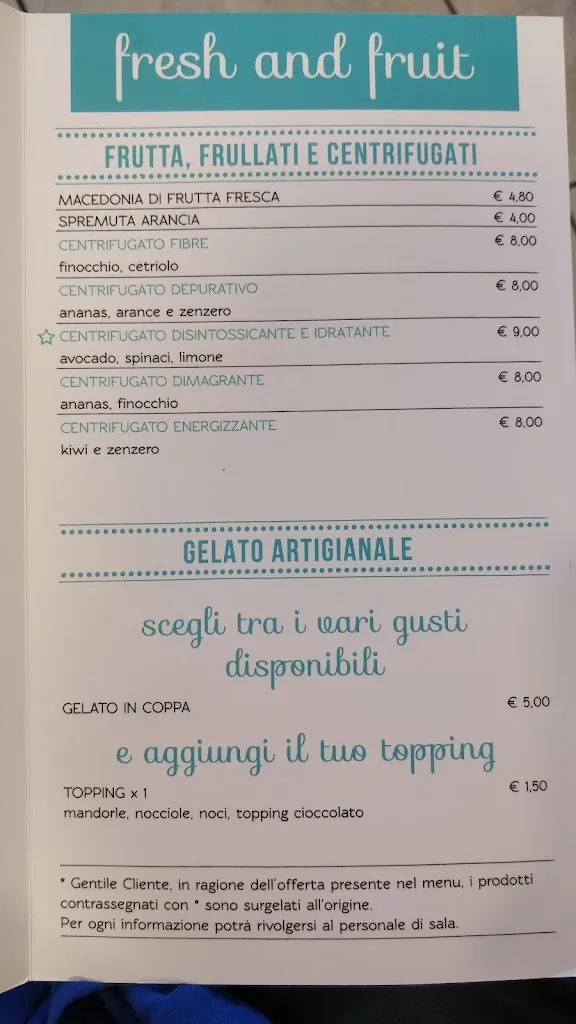 fresh and fruit
FRUTTA, FRULLATI E CENTRIFUGATI
MACEDONIA DI FRUTTA FRESCA € 4,80
SPREMUTA ARANCIA € 4,00
CENTRIFUGATO FIBRE € 8,00
finocchio, cetriolo
CENTRIFUGATO DEPURATIVO € 8,00
ananas, arance e zenzero
CENTRIFUGATO DISINTOSSICANTE E IDRATANTE € 9,00
avocado, spinaci, limone
CENTRIFUGATO DIMAGRANTE € 8,00
ananas, finocchio
CENTRIFUGATO ENERGIZZANTE € 8,00
kiwi e zenzero
GELATO ARTIGIANALE
scegli tra i vari gusti
disponibili
GELATO IN COPPA € 5,00
e aggiungi il tuo topping
TOPPING x 1 € 1,50
mandorle, nocciole, noci, topping cioccolato
* Gentile Cliente, in ragione dell'offerta presente nel menu, i prodotti
contrassegnati con * sono surgelati all'origine.
Per ogni informazione potrà rivolgersi al personale di sala.